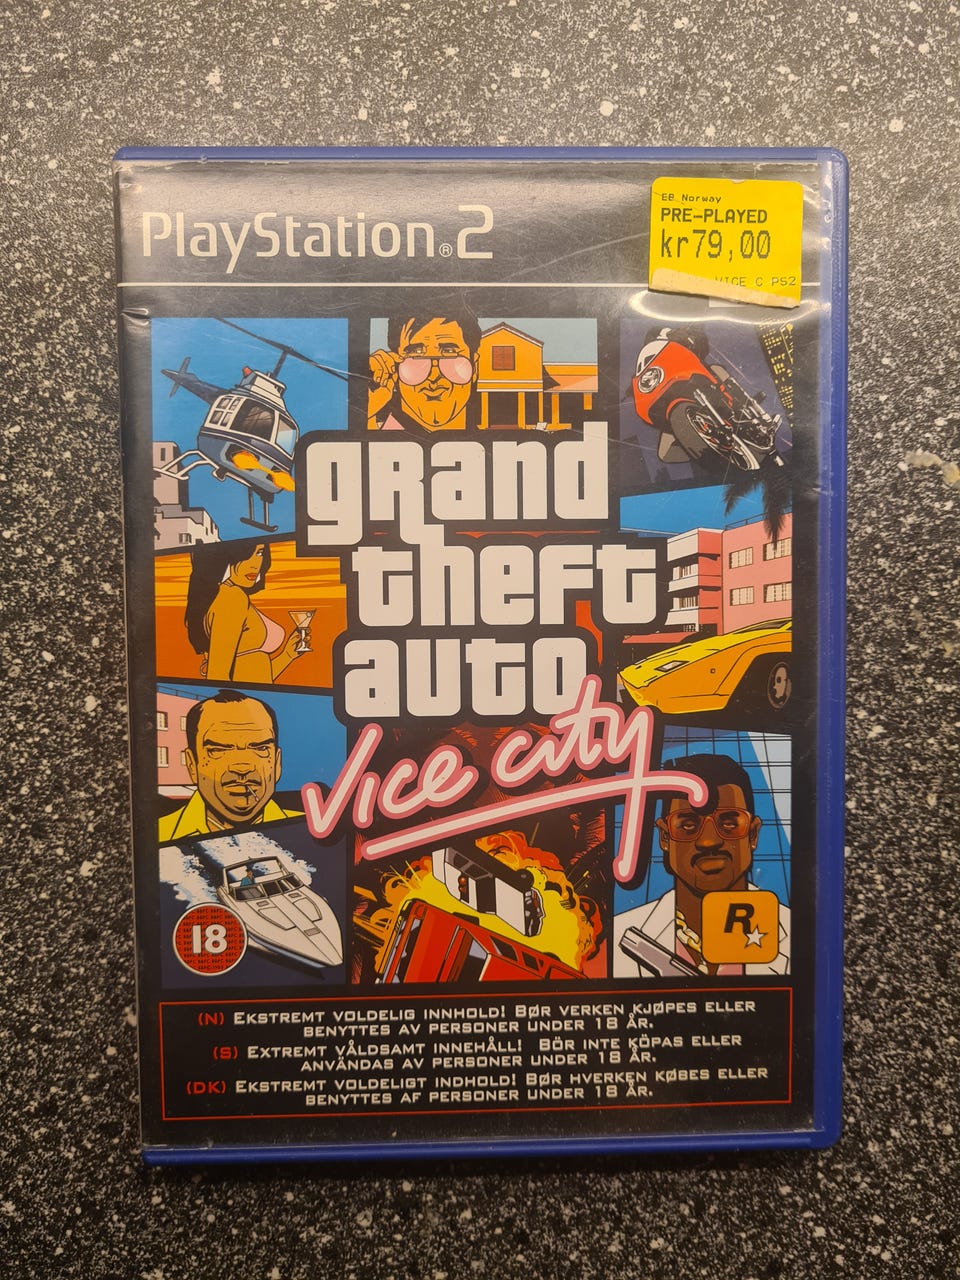 PlayStation®2
EB Norway
PRE-PLAYED
kr79,00
VICE C PS2
grand
theft
auto
Vice City
18
R
(N) EKSTREMT VOLDELIG INNHOLD! BØR VERKEN KJØPES ELLER
BENYTTES AV PERSONER UNDER 18 ÅR.
(S) EXTREMT VÅLDSAMT INNEHÅLL! BÖR INTE KÖPAS ELLER
ANVÄNDAS AV PERSONER UNDER 18 ÅR.
(DK) EKSTREMT VOLDELIGT INDHOLD! BØR HVERKEN KØBES ELLER
BENYTTES AF PERSONER UNDER 18 ÅR.